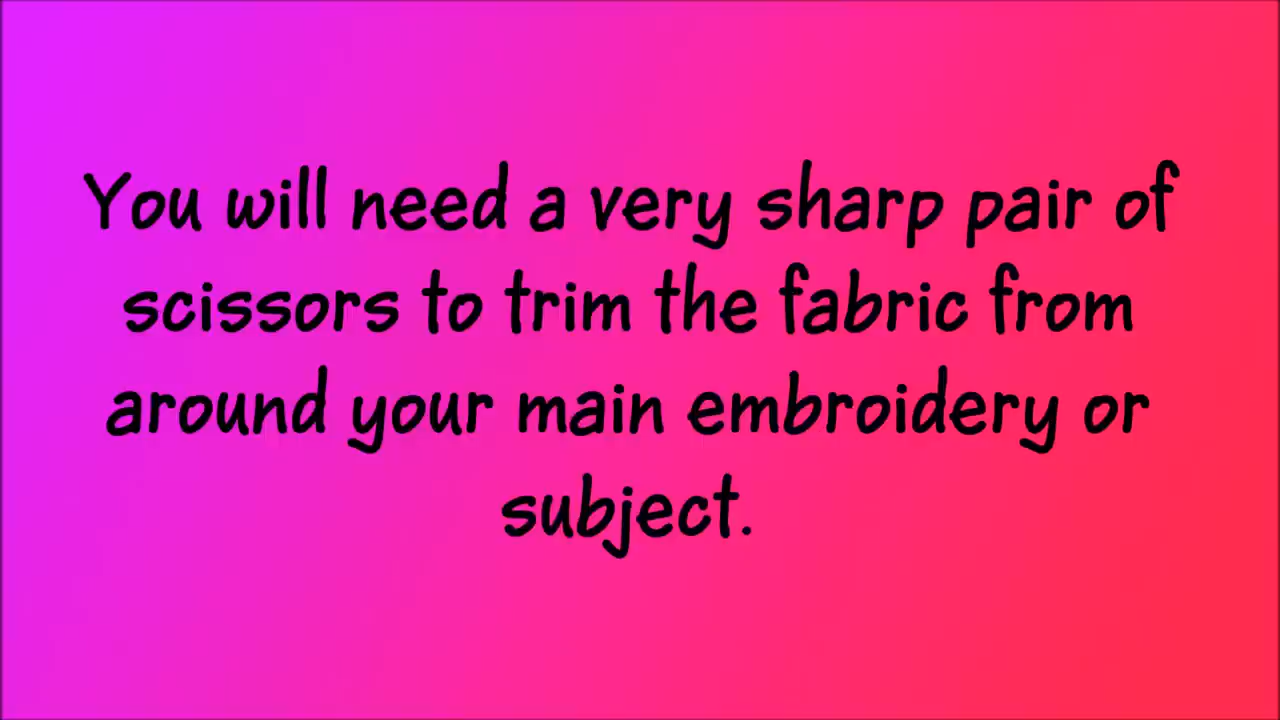 You will need a very sharp pair of
scissors to trim the fabric from
around your main embroidery or
subject.